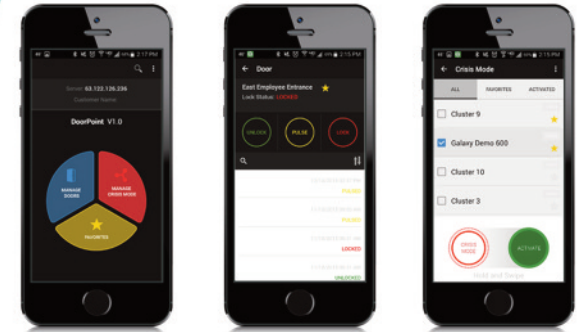 2:17 PM
Server 63.122.126.236
Customer Name
DoorPoint V1.0
MANAGE
DOORS
MANAGE
CRISIS MODE
FAVORITES
2:15 PM
Door
East Employee Entrance
Lock Status: LOCKED
UNLOCK
PULSE
LOCK
PULSED
PULSED
LOCKED
UNLOCKED
2:15 PM
Crisis Mode
ALL
FAVORITES
ACTIVATED
Cluster 9
Galaxy Demo 600
Cluster 10
Cluster 3
CRISIS
MODE
ACTIVATE
Hold and Swipe